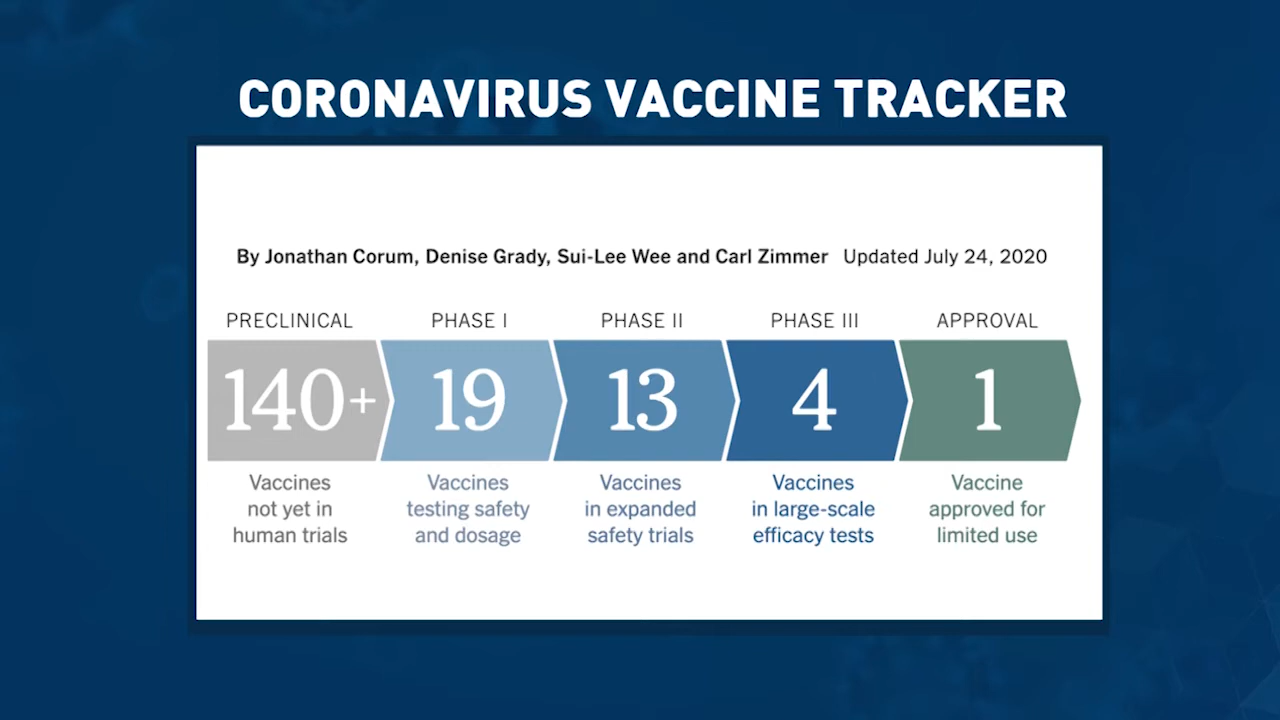 CORONAVIRUS VACCINE TRACKER
By Jonathan Corum, Denise Grady, Sui-Lee Wee and Carl Zimmer Updated July 24, 2020
PRECLINICAL
140+
Vaccines
not yet in
human trials
PHASE I
19
Vaccines
testing safety
and dosage
PHASE II
13
Vaccines
in expanded
safety trials
PHASE III
4
Vaccines
in large-scale
efficacy tests
APPROVAL
1
Vaccine
approved for
limited use